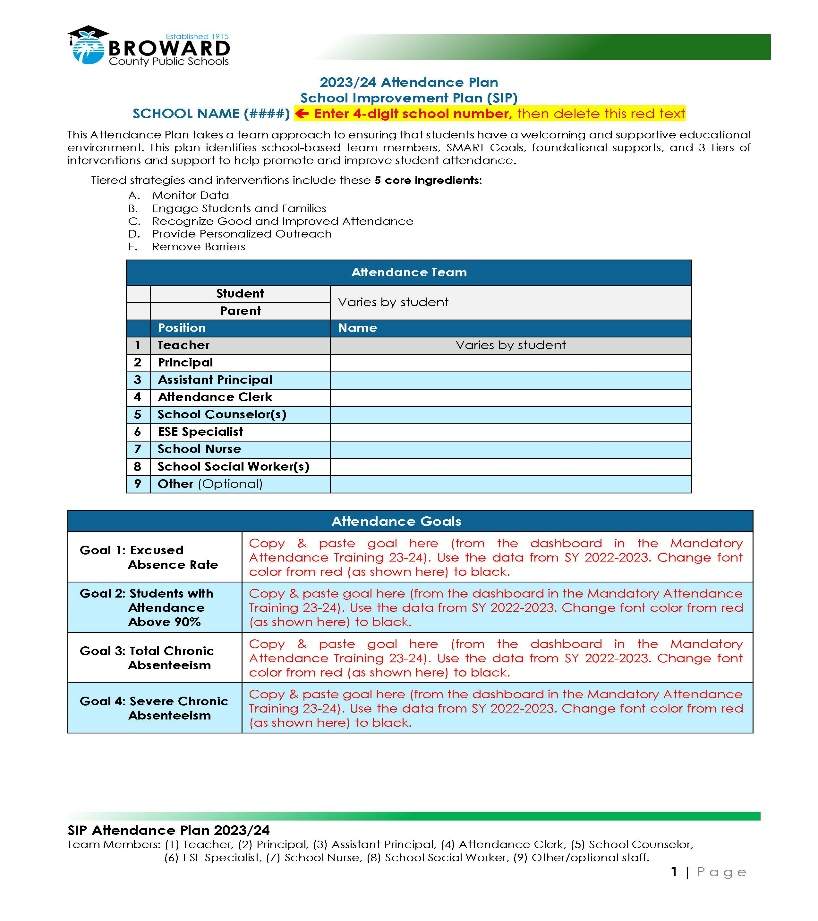 Established 1915
BROWARD
County Public Schools
2023/24 Attendance Plan
School Improvement Plan (SIP)
SCHOOL NAME (####) 🡰 Enter 4-digit school number, then delete this red text
This Attendance Plan takes a team approach to ensuring that students have a welcoming and supportive educational
environment. This plan identifies school-based team members, SMART Goals, foundational supports, and 3 Tiers of
interventions and support to help promote and improve student attendance.
Tiered strategies and interventions include these 5 core ingredients:
A. Monitor Data
B. Engage Students and Families
C. Recognize Good and Improved Attendance
D. Provide Personalized Outreach
E. Remove Barriers
Attendance Team
Student
Varies by student
Parent
Position Name
1 Teacher Varies by student
2 Principal
3 Assistant Principal
4 Attendance Clerk
5 School Counselor(s)
6 ESE Specialist
7 School Nurse
8 School Social Worker(s)
9 Other (Optional)
Attendance Goals
Goal 1: Excused
Absence Rate
Copy & paste goal here (from the dashboard in the Mandatory
Attendance Training 23-24). Use the data from SY 2022-2023. Change font
color from red (as shown here) to black.
Goal 2: Students with
Attendance
Above 90%
Copy & paste goal here (from the dashboard in the Mandatory Attendance
Training 23-24). Use the data from SY 2022-2023. Change font color from red
(as shown here) to black.
Goal 3: Total Chronic
Absenteeism
Copy & paste goal here (from the dashboard in the Mandatory
Attendance Training 23-24). Use the data from SY 2022-2023. Change font
color from red (as shown here) to black.
Goal 4: Severe Chronic
Absenteeism
Copy & paste goal here (from the dashboard in the Mandatory Attendance
Training 23-24). Use the data from SY 2022-2023. Change font color from red
(as shown here) to black.
SIP Attendance Plan 2023/24
Team Members: (1) Teacher, (2) Principal, (3) Assistant Principal, (4) Attendance Clerk, (5) School Counselor,
(6) ESE Specialist, (7) School Nurse, (8) School Social Worker, (9) Other/optional staff.
1 | Page